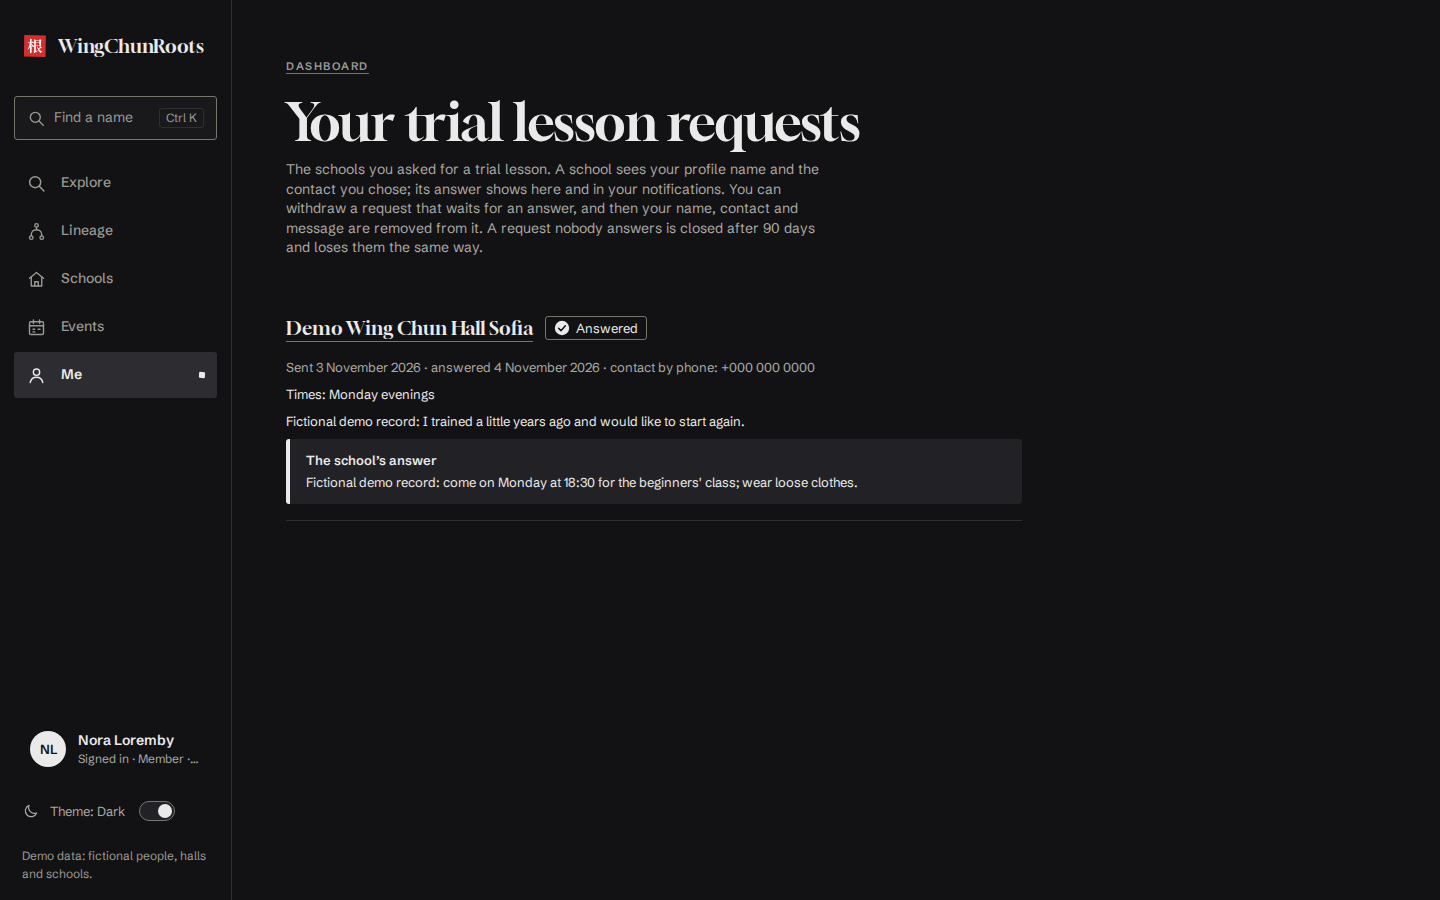 根 WingChunRoots
Find a name Ctrl K
Explore
Lineage
Schools
Events
Me
Nora Loremby
NL
Signed in · Member ·…
Theme: Dark
Demo data: fictional people, halls
and schools.
DASHBOARD
Your trial lesson requests
The schools you asked for a trial lesson. A school sees your profile name and the
contact you chose; its answer shows here and in your notifications. You can
withdraw a request that waits for an answer, and then your name, contact and
message are removed from it. A request nobody answers is closed after 90 days
and loses them the same way.
Demo Wing Chun Hall Sofia Answered
Sent 3 November 2026 · answered 4 November 2026 · contact by phone: +000 000 0000
Times: Monday evenings
Fictional demo record: I trained a little years ago and would like to start again.
The school’s answer
Fictional demo record: come on Monday at 18:30 for the beginners' class; wear loose clothes.